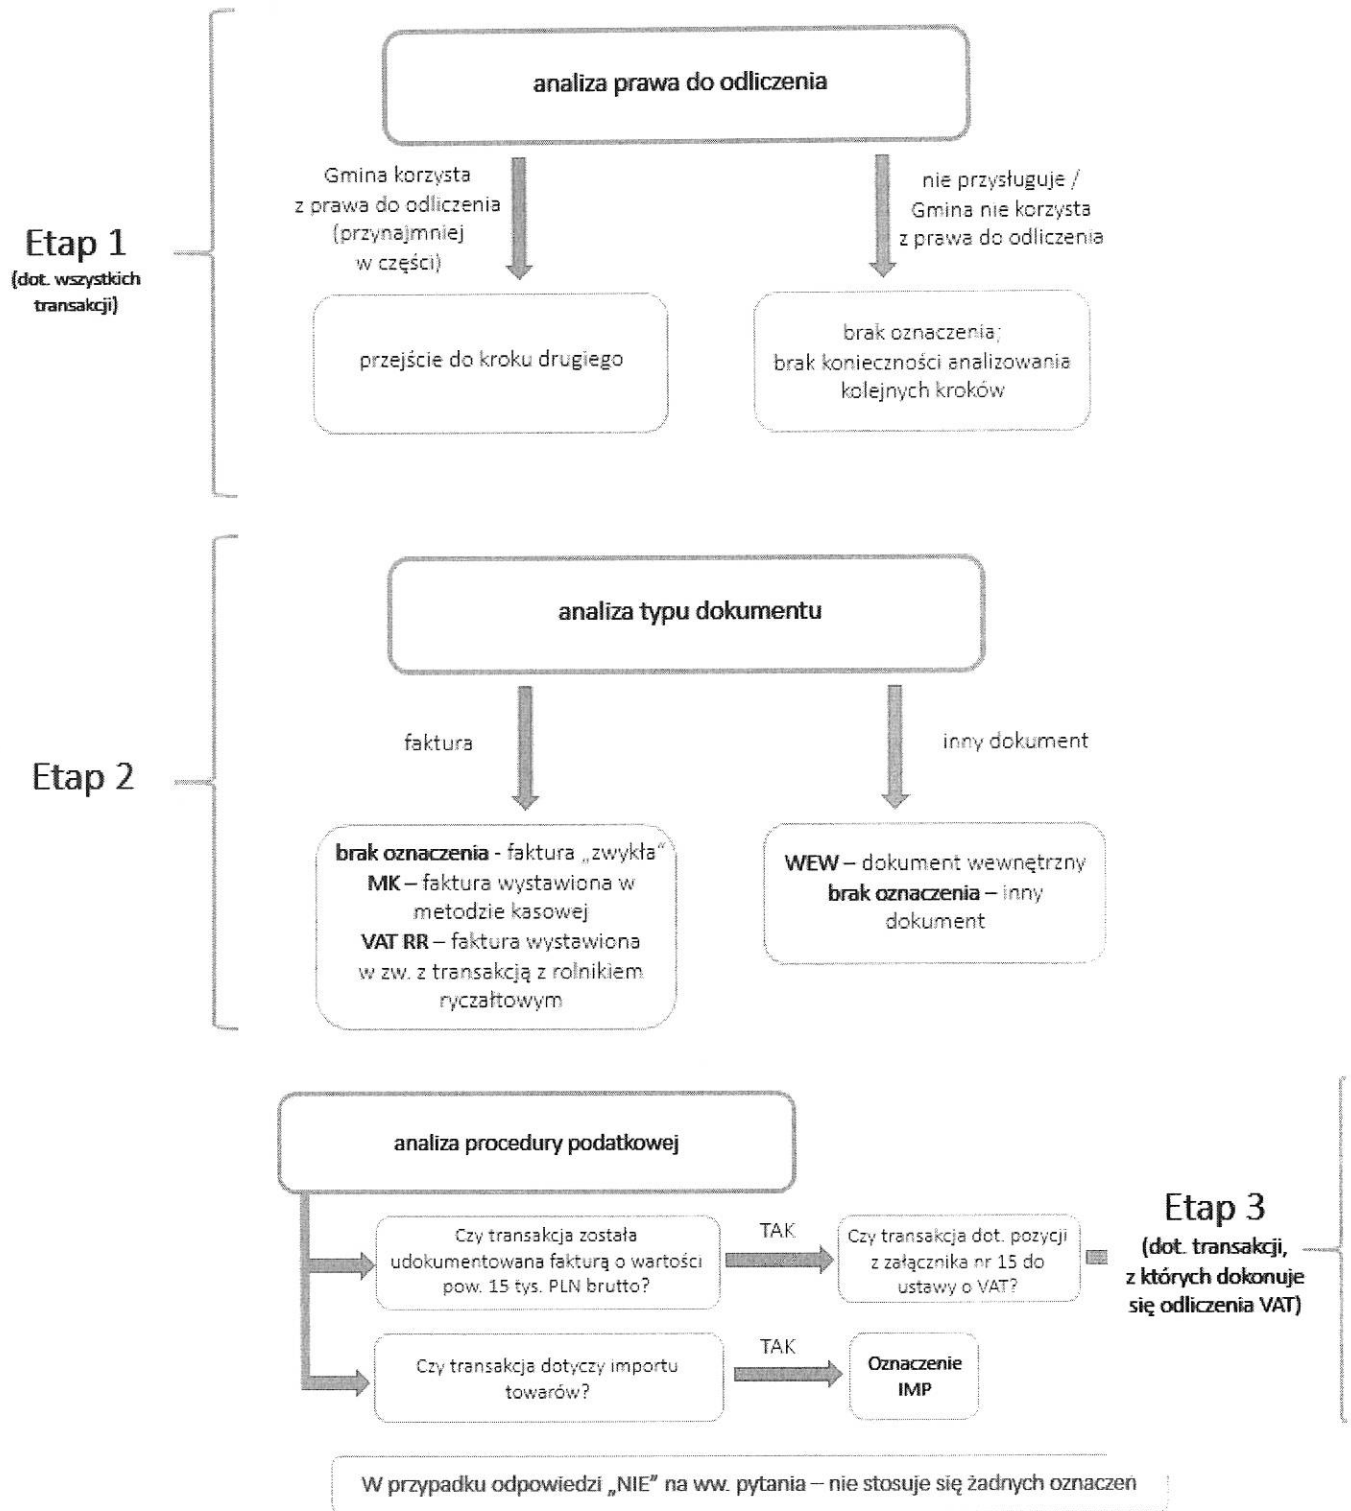 analiza prawa do odliczenia
Gmina korzysta
z prawa do odliczenia
(przynajmniej
w części)
nie przysługuje /
Gmina nie korzysta
z prawa do odliczenia
Etap 1
(dot. wszystkich
transakcji)
przejście do kroku drugiego
brak oznaczenia;
brak konieczności analizowania
kolejnych kroków
analiza typu dokumentu
faktura
inny dokument
Etap 2
brak oznaczenia - faktura „zwykła“
MK – faktura wystawiona w
metodzie kasowej
VAT RR – faktura wystawiona
w zw. z transakcją z rolnikiem
ryczałtowym
WEW – dokument wewnętrzny
brak oznaczenia – inny
dokument
analiza procedury podatkowej
Czy transakcja została
udokumentowana fakturą o wartości
pow. 15 tys. PLN brutto?
TAK
Czy transakcja dot. pozycji
z załącznika nr 15 do
ustawy o VAT?
Etap 3
(dot. transakcji,
z których dokonuje
się odliczenia VAT)
Czy transakcja dotyczy importu
towarów?
TAK
Oznaczenie
IMP
W przypadku odpowiedzi „NIE” na ww. pytania – nie stosuje się żadnych oznaczeń